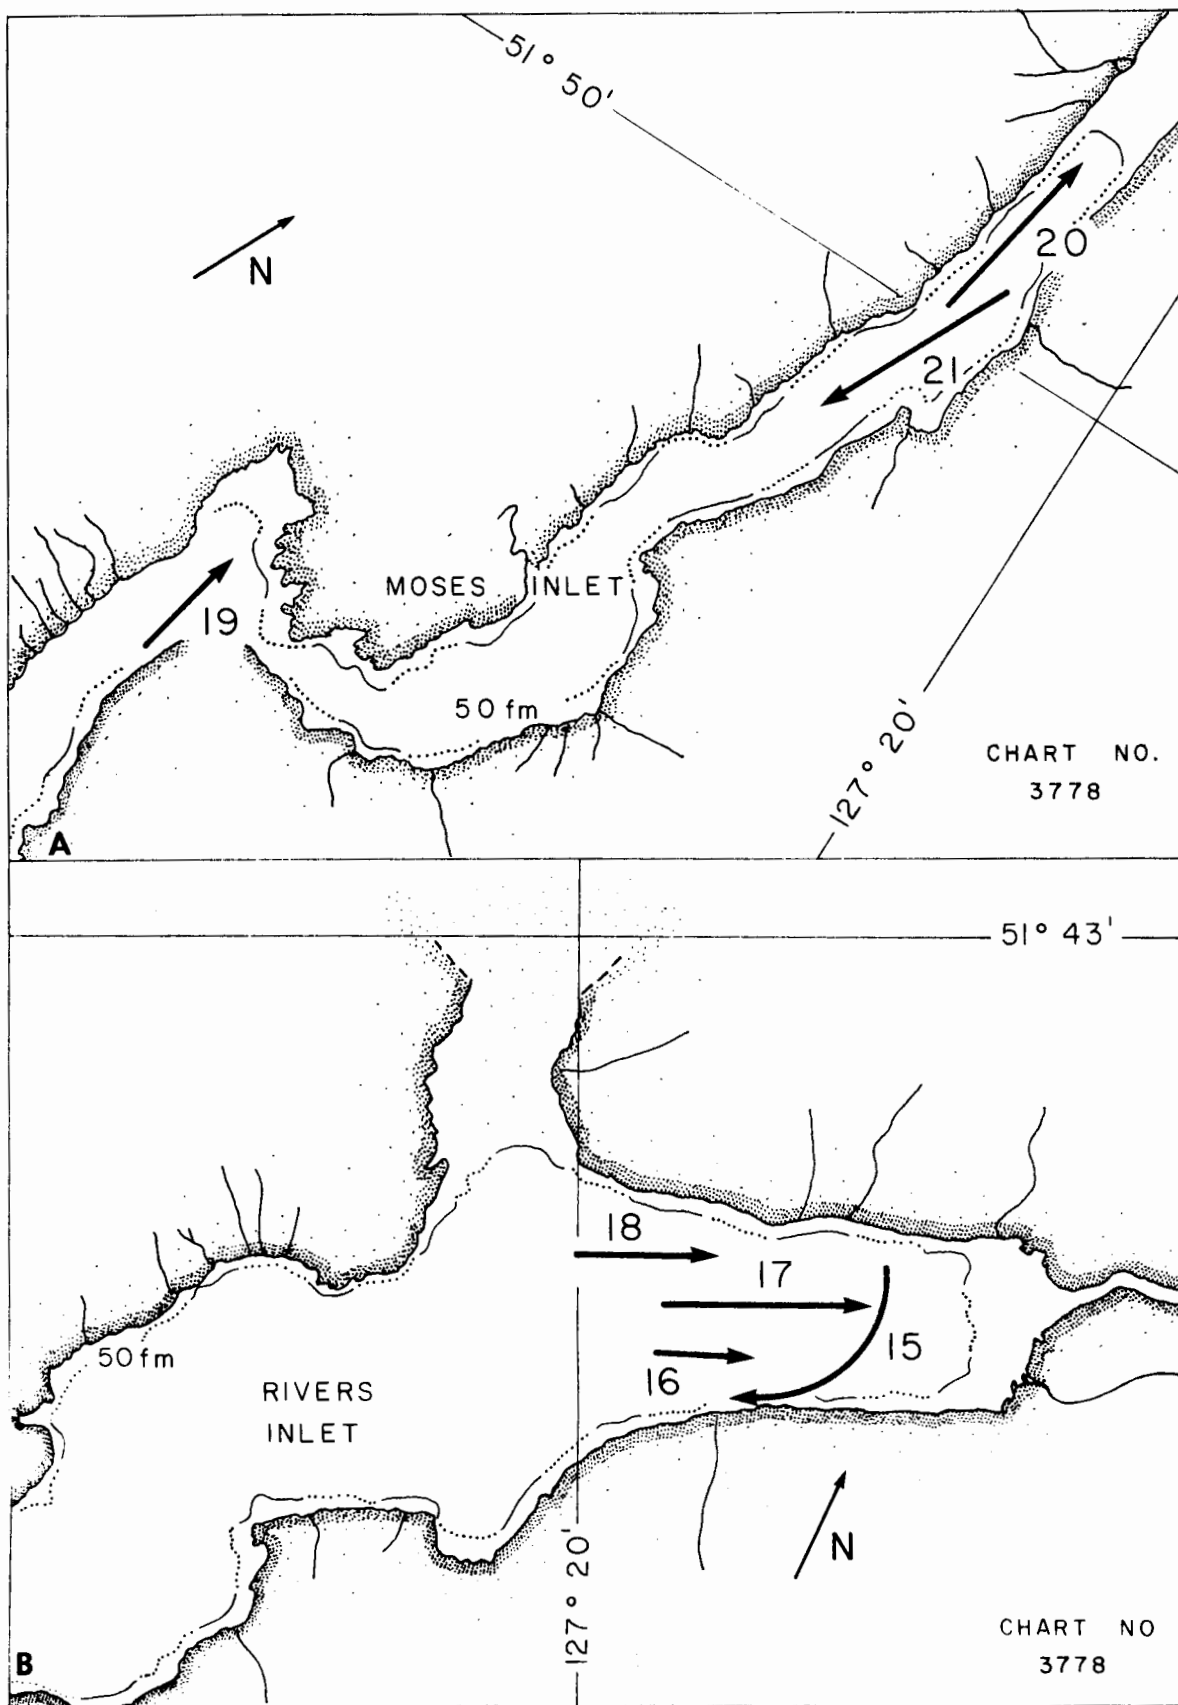 51° 50'
N
20
21
19
MOSES INLET
50 fm
127° 20'
CHART NO.
3778
A
51° 43'
18
17
15
16
50 fm
RIVERS
INLET
N
127° 20'
CHART NO
3778
B